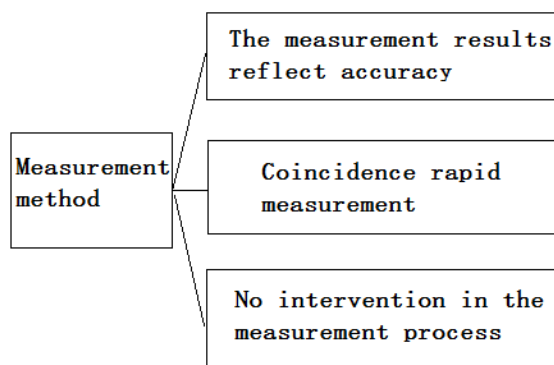 The measurement results
reflect accuracy
Measurement
method
Coincidence rapid
measurement
No intervention in the
measurement process